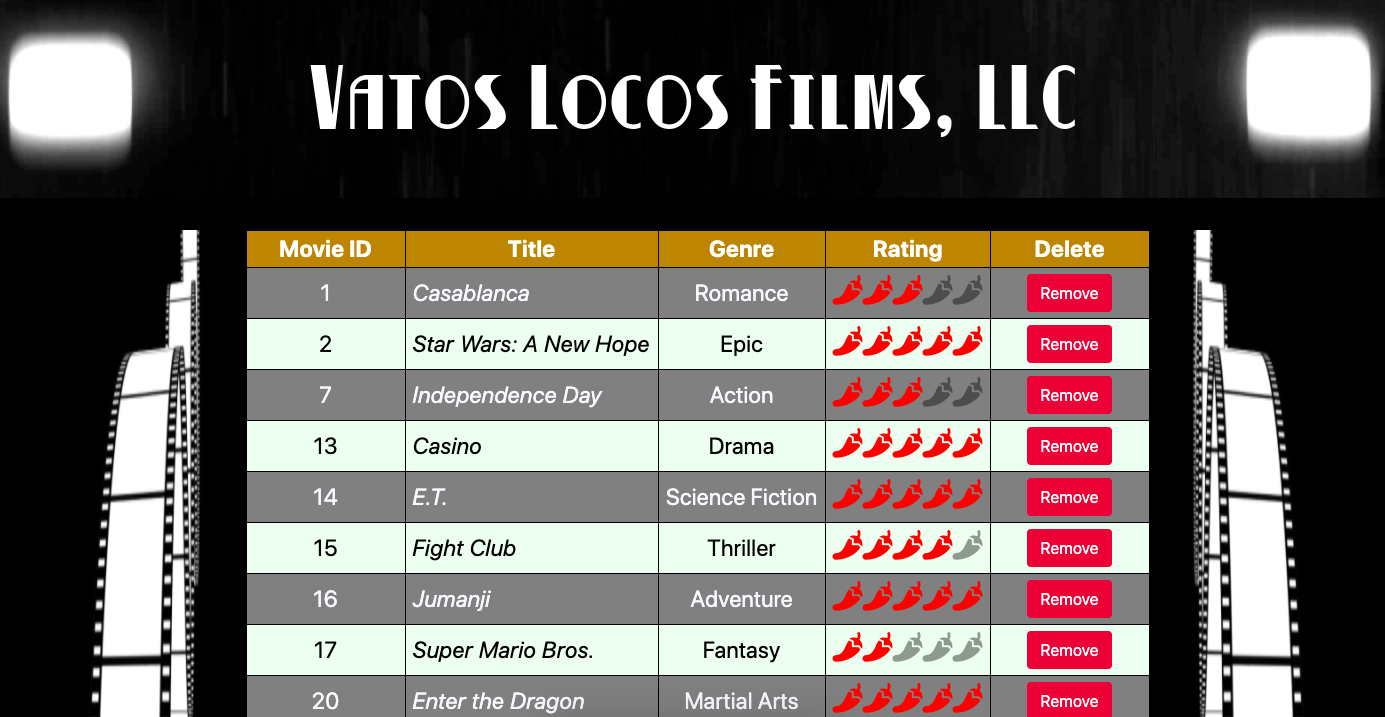 Vatos Locos Films, LLC
Movie ID Title Genre Rating Delete
1 Casablanca Romance Remove
2 Star Wars: A New Hope Epic Remove
7 Independence Day Action Remove
13 Casino Drama Remove
14 E.T. Science Fiction Remove
15 Fight Club Thriller Remove
16 Jumanji Adventure Remove
17 Super Mario Bros. Fantasy Remove
20 Enter the Dragon Martial Arts Remove